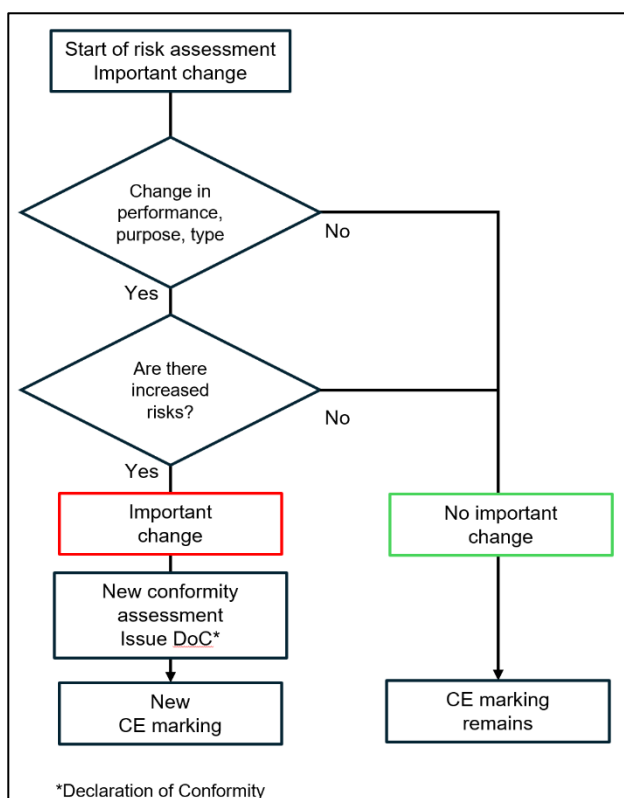 Start of risk assessment
Important change
Change in
performance,
purpose, type
No
Yes
Are there
increased
risks?
No
Yes
Important
change
No important
change
New conformity
assessment
Issue DoC*
New
CE marking
CE marking
remains
*Declaration of Conformity